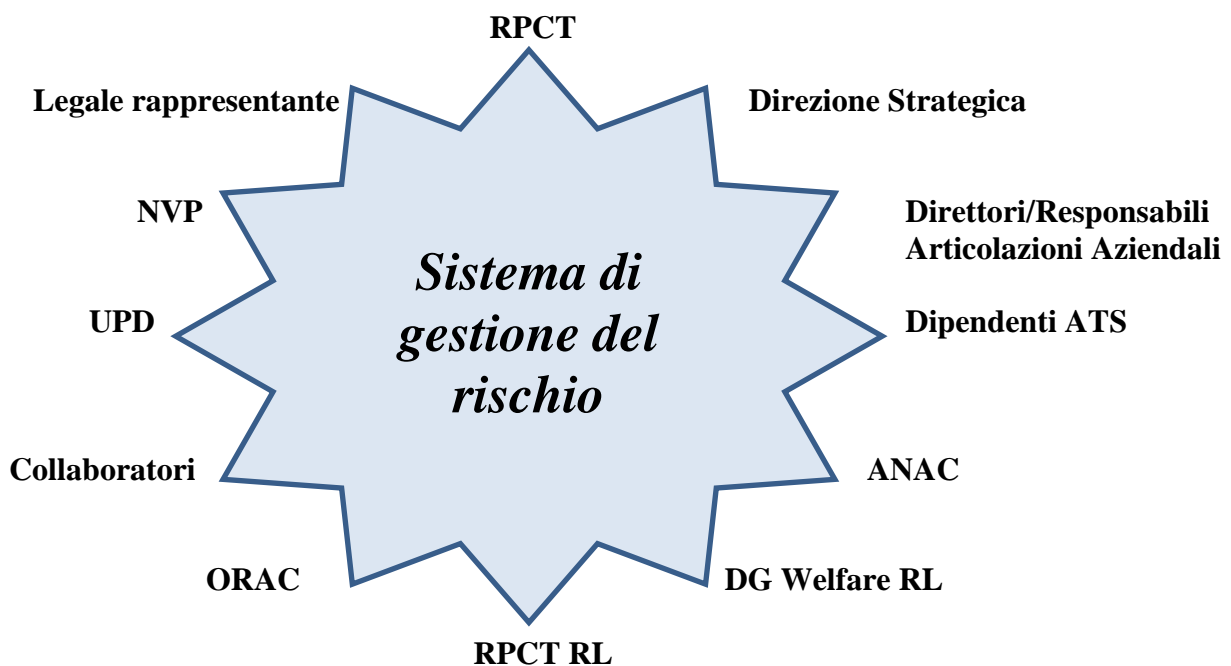 RPCT
Legale rappresentante
Direzione Strategica
NVP
Direttori/Responsabili
Articolazioni Aziendali
Sistema di
gestione del
rischio
UPD
Dipendenti ATS
Collaboratori
ANAC
ORAC
DG Welfare RL
RPCT RL